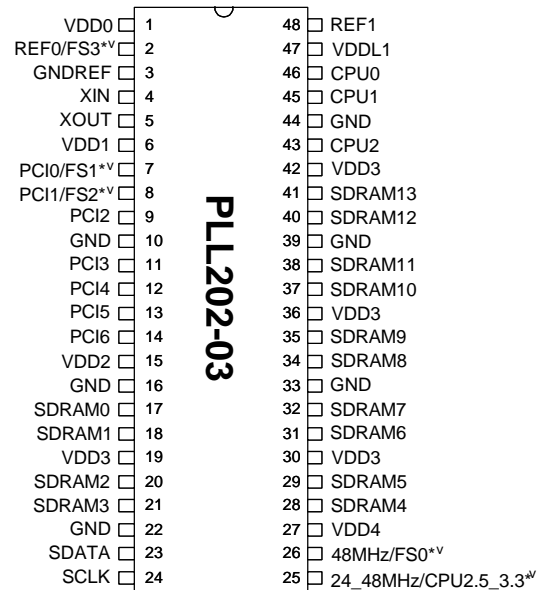 VDD0 1 48 REF1
REF0/FS3*v 2 47 VDDL1
GNDREF 3 46 CPU0
XIN 4 45 CPU1
XOUT 5 44 GND
VDD1 6 43 CPU2
PCI0/FS1*v 7 42 VDD3
PCI1/FS2*v 8 41 SDRAM13
PCI2 9 40 SDRAM12
GND 10 39 GND
PCI3 11 38 SDRAM11
PCI4 12 37 SDRAM10
PCI5 13 36 VDD3
PCI6 14 35 SDRAM9
VDD2 15 34 SDRAM8
GND 16 33 GND
SDRAM0 17 32 SDRAM7
SDRAM1 18 31 SDRAM6
VDD3 19 30 VDD3
SDRAM2 20 29 SDRAM5
SDRAM3 21 28 SDRAM4
GND 22 27 VDD4
SDATA 23 26 48MHz/FS0*v
SCLK 24 25 24_48MHz/CPU2.5_3.3*v
PLL202-03